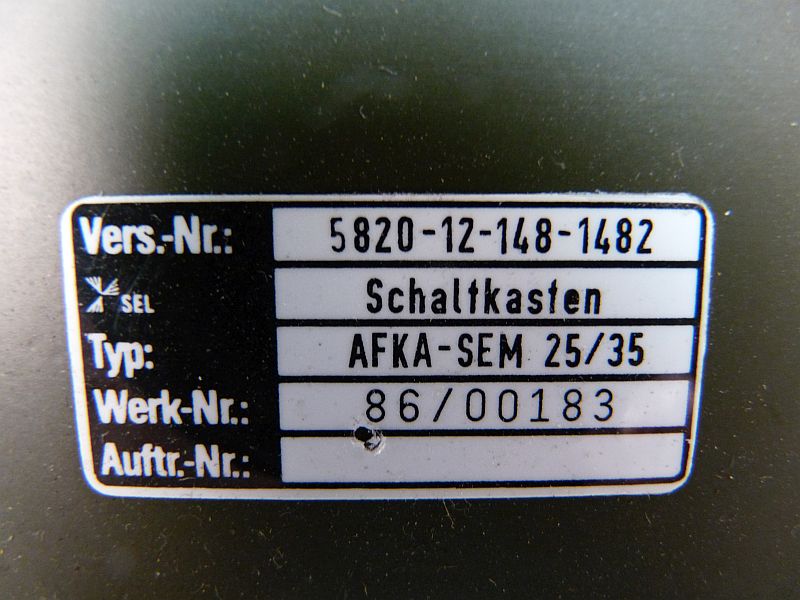 Vers.-Nr.: 5820-12-148-1482
SEL Schaltkasten
Typ: AFKA-SEM 25/35
Werk-Nr.: 86/00183
Auftr.-Nr.: